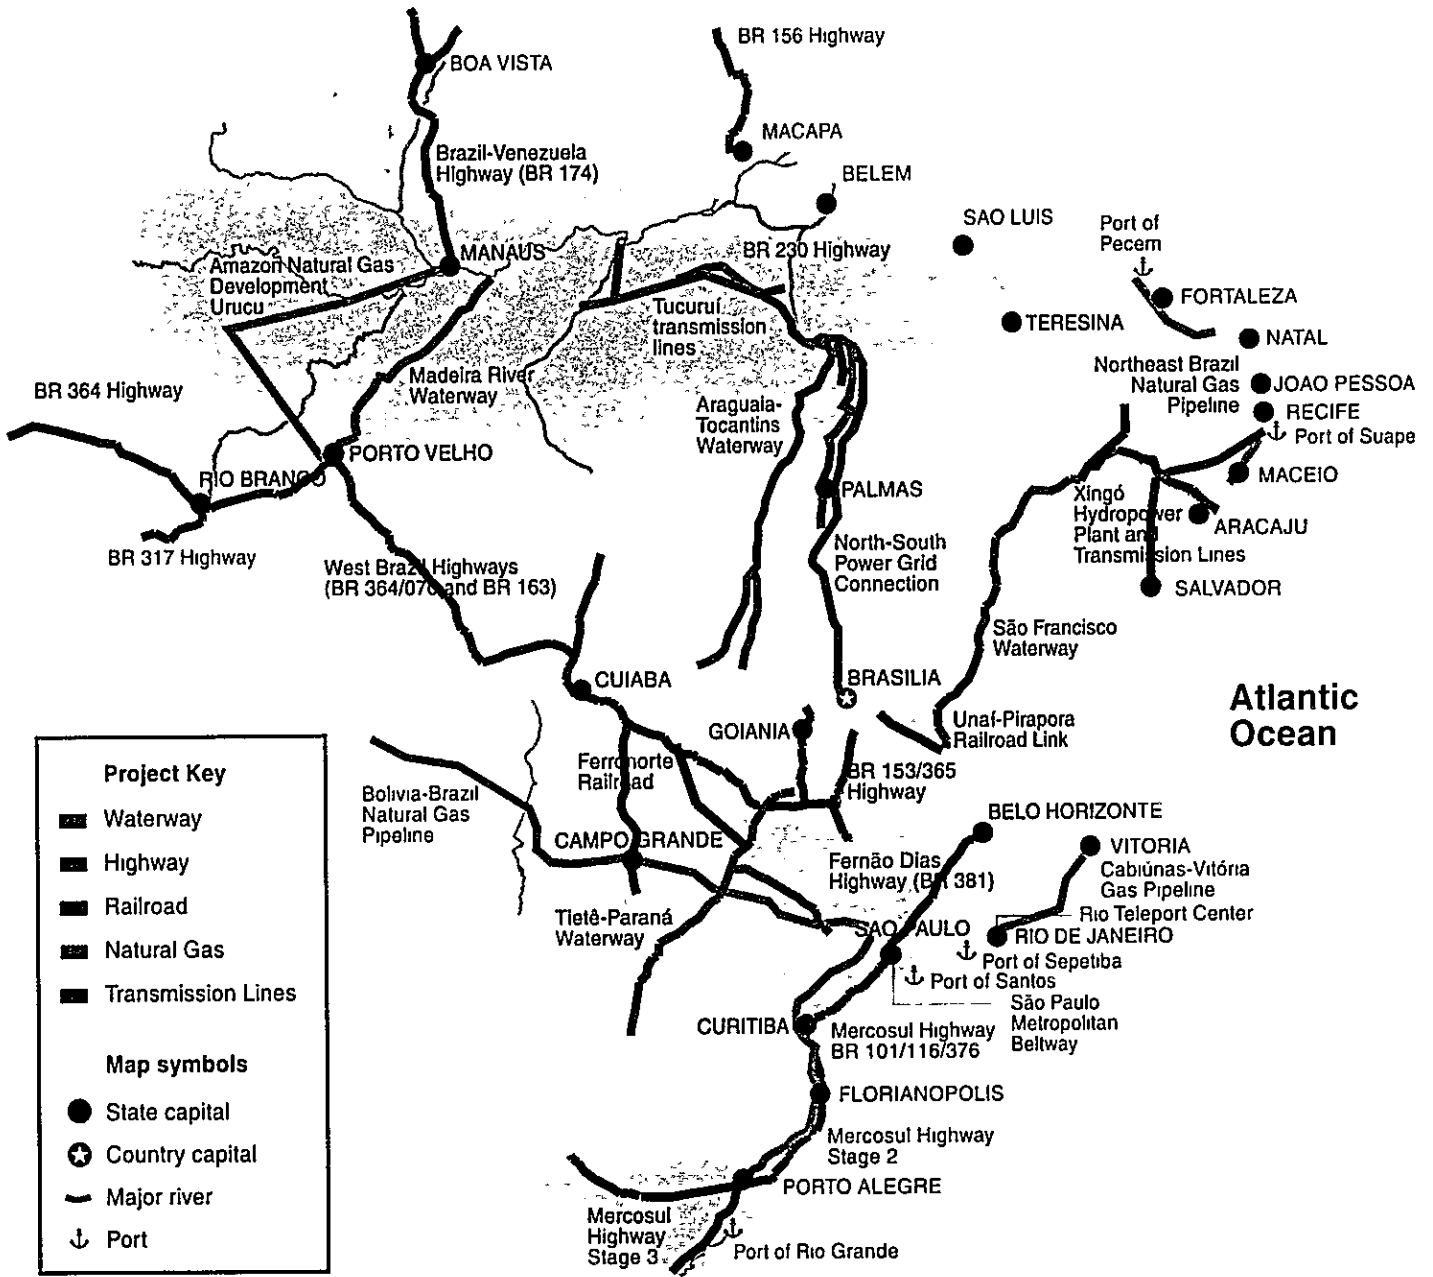 BR 156 Highway
BOA VISTA
MACAPA
Brazil-Venezuela
Highway (BR 174)
BELEM
SAO LUIS
Port of
Pecem
BR 230 Highway
MANAUS
Amazon Natural Gas
Development
Urucu
FORTALEZA
Tucuruí
transmission
lines
TERESINA
NATAL
Northeast Brazil
Natural Gas
Pipeline
Madeira River
Waterway
BR 364 Highway
JOAO PESSOA
RECIFE
Port of Suape
Araguaia-
Tocantins
Waterway
PORTO VELHO
RIO BRANCO
MACEIO
PALMAS
Xingó
Hydropower
Plant and
Transmission Lines
ARACAJU
BR 317 Highway
West Brazil Highways
(BR 364/070 and BR 163)
North-South
Power Grid
Connection
SALVADOR
São Francisco
Waterway
CUIABA
BRASILIA
Atlantic
Ocean
GOIANIA
Unaí-Pirapora
Railroad Link
Ferronorte
Railroad
BR 153/365
Highway
Bolivia-Brazil
Natural Gas
Pipeline
BELO HORIZONTE
CAMPO GRANDE
VITORIA
Fernão Dias
Highway (BR 381)
Cabiúnas-Vitória
Gas Pipeline
Rio Teleport Center
Tietê-Paraná
Waterway
SAO PAULO
RIO DE JANEIRO
Port of Sepetiba
Port of Santos
São Paulo
Metropolitan
Beltway
CURITIBA
Mercosul Highway
BR 101/116/376
FLORIANOPOLIS
Mercosul Highway
Stage 2
PORTO ALEGRE
Mercosul
Highway
Stage 3
Port of Rio Grande
Project Key
Waterway
Highway
Railroad
Natural Gas
Transmission Lines
Map symbols
State capital
Country capital
Major river
Port